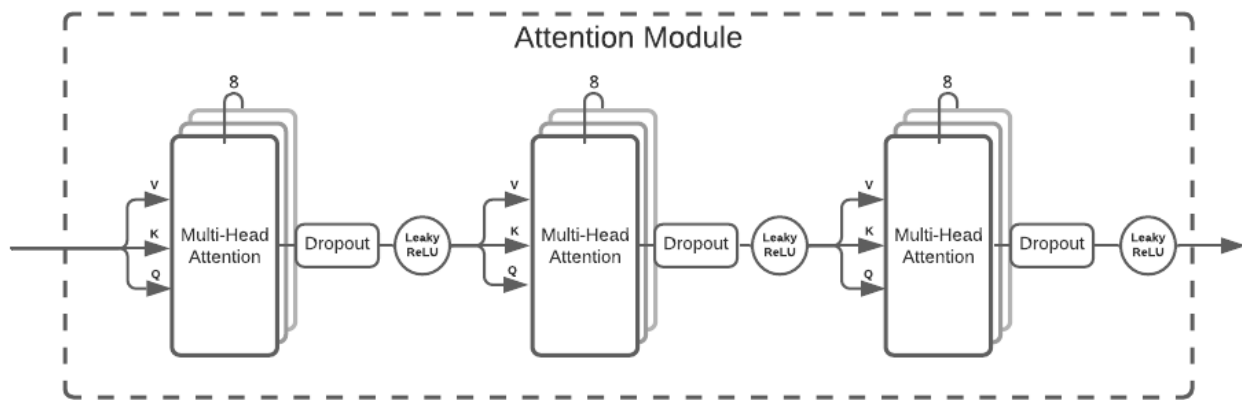 Attention Module
8
V
K
Q
Multi-Head
Attention
Dropout
Leaky
ReLU
8
V
K
Q
Multi-Head
Attention
Dropout
Leaky
ReLU
8
V
K
Q
Multi-Head
Attention
Dropout
Leaky
ReLU